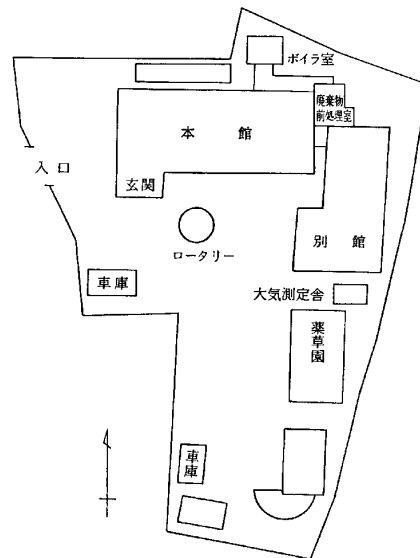 ボイラ室
廃棄物
前処理室
本館
入口
玄関
ロータリー
別館
車庫
大気測定舎
薬草園
車庫